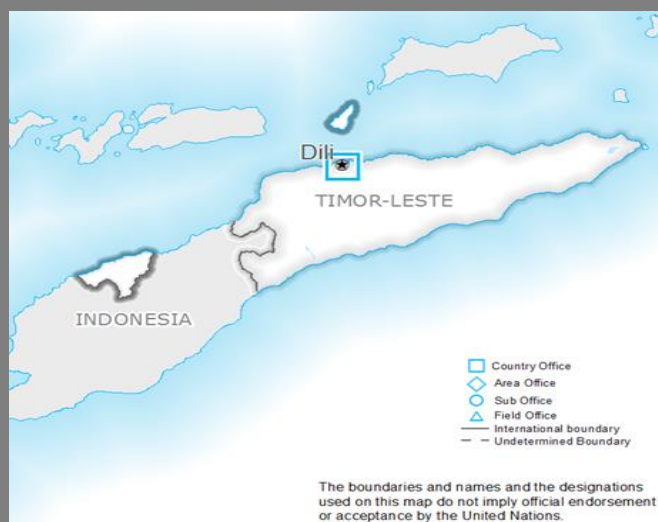 Dili
TIMOR-LESTE
INDONESIA
Country Office
Area Office
Sub Office
Field Office
International boundary
Undetermined Boundary
The boundaries and names and the designations
used on this map do not imply official endorsement
or acceptance by the United Nations.